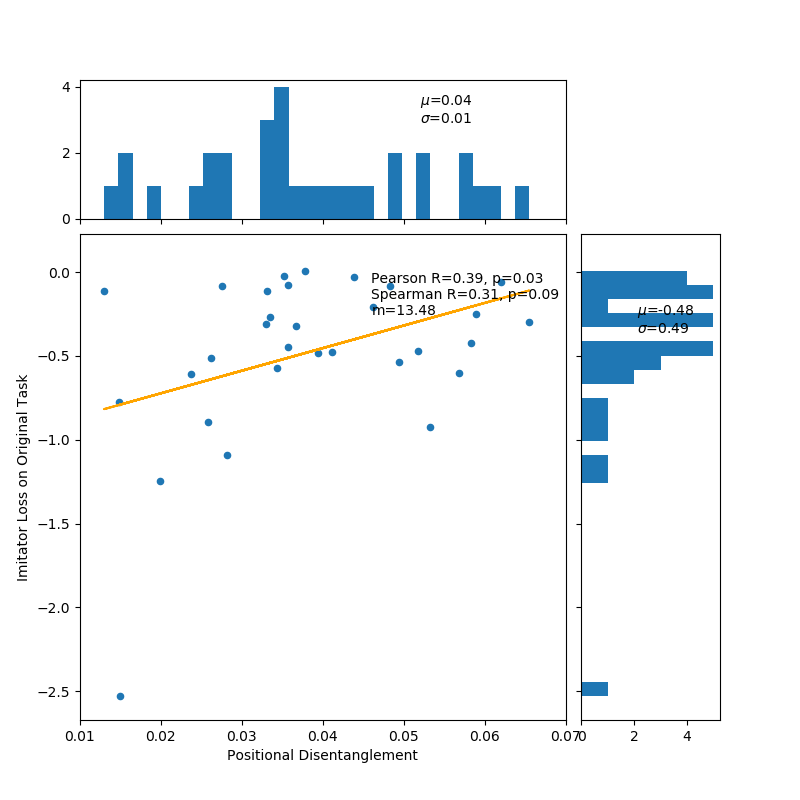 4
2
0
μ=0.04
σ=0.01
0.0
−0.5
−1.0
−1.5
−2.0
−2.5
Imitator Loss on Original Task
Pearson R=0.39, p=0.03
Spearman R=0.31, p=0.09
m=13.48
μ=-0.48
σ=0.49
0.01 0.02 0.03 0.04 0.05 0.06 0.07
0 2 4
Positional Disentanglement